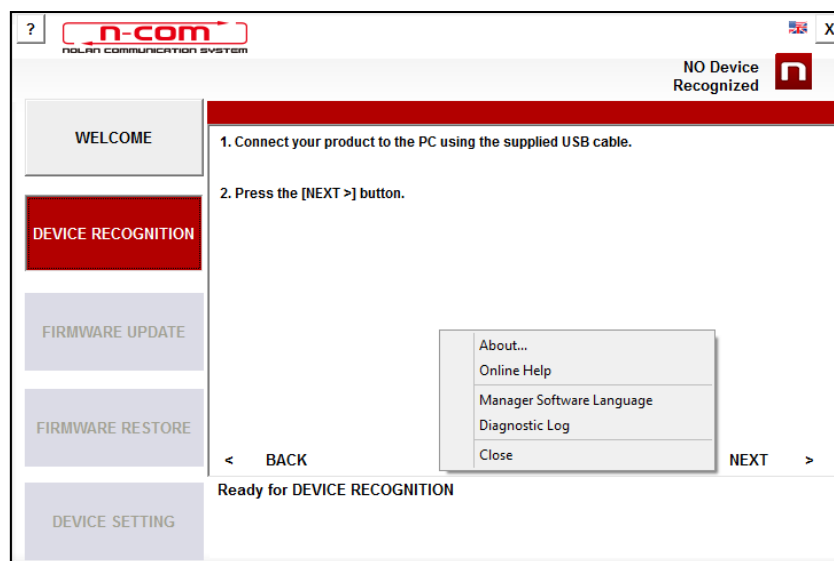 ?
n-com
NOLAN COMMUNICATION SYSTEM
X
NO Device
Recognized
n
WELCOME
DEVICE RECOGNITION
FIRMWARE UPDATE
FIRMWARE RESTORE
DEVICE SETTING
1. Connect your product to the PC using the supplied USB cable.
2. Press the [NEXT >] button.
About...
Online Help
Manager Software Language
Diagnostic Log
Close
< BACK
NEXT >
Ready for DEVICE RECOGNITION